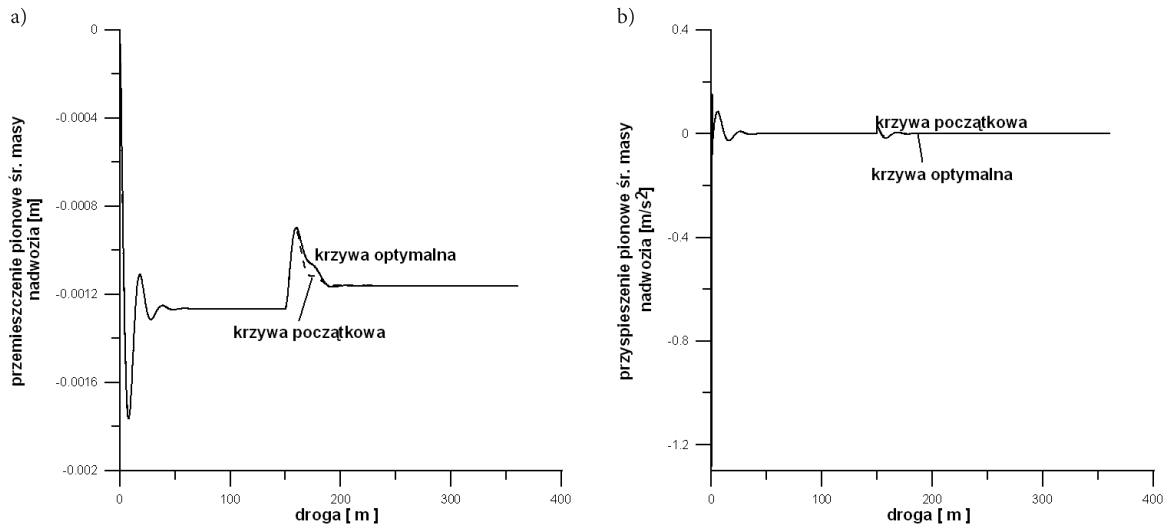 a)
0
-0.0004
-0.0008
-0.0012
-0.0016
-0.002
przemieszczenie pionowe śr. masy
nadwozia [m]
krzywa optymalna
krzywa początkowa
0
100
200
300
400
droga [ m ]
b)
0.4
0
-0.4
-0.8
-1.2
przyspieszenie pionowe śr. masy
nadwozia [m/s²]
krzywa początkowa
krzywa optymalna
0
100
200
300
400
droga [ m ]